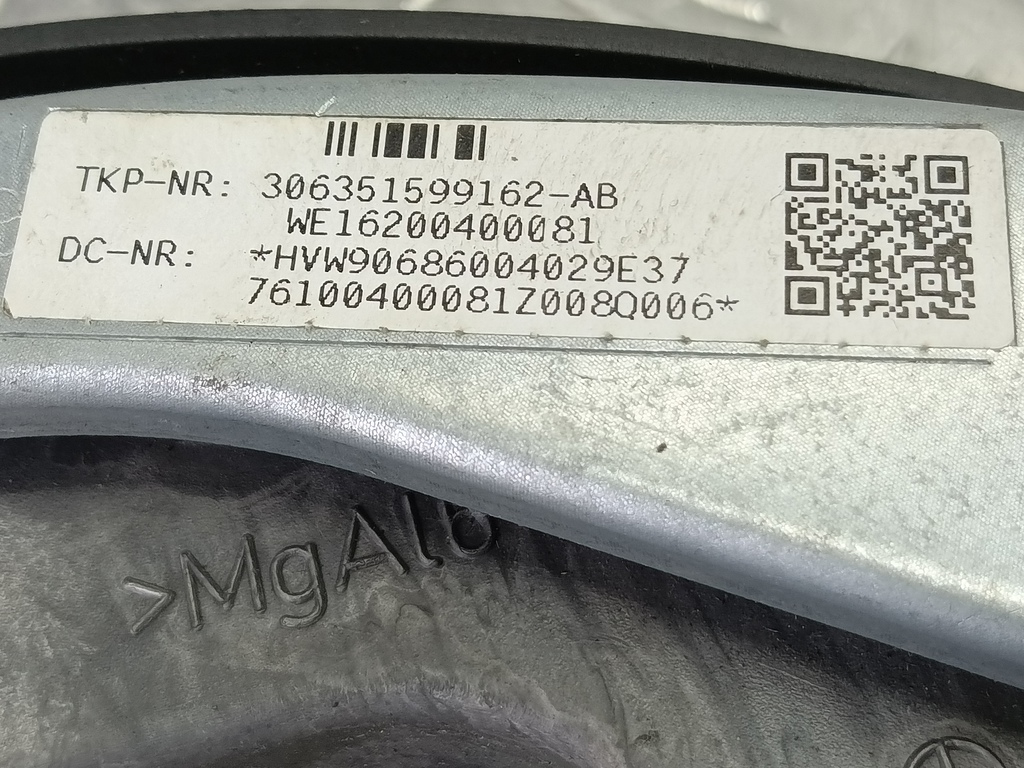 TKP-NR: 306351599162-AB
WE16200400081
DC-NR: *HVW90686004029E37
76100400081Z008Q006*
>MgAl6